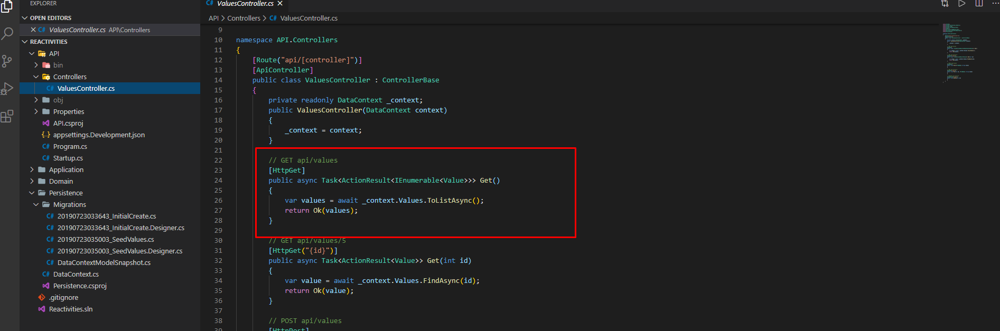 EXPLORER
OPEN EDITORS
ValuesController.cs API\Controllers
REACTIVITIES
API
bin
Controllers
C# ValuesController.cs
obj
Properties
API.csproj
{..} appsettings.Development.json
C# Program.cs
C# Startup.cs
Application
Domain
Persistence
Migrations
C# 20190723033643_InitialCreate.cs
C# 20190723033643_InitialCreate.Designer.cs
C# 20190723035003_SeedValues.cs
C# 20190723035003_SeedValues.Designer.cs
C# DataContextModelSnapshot.cs
C# DataContext.cs
Persistence.csproj
.gitignore
Reactivities.sln
C# ValuesController.cs
API > Controllers > C# ValuesController.cs
9
10 namespace API.Controllers
11 {
12 [Route("api/[controller]")]
13 [ApiController]
14 public class ValuesController : ControllerBase
15 {
16 private readonly DataContext _context;
17 public ValuesController(DataContext context)
18 {
19 _context = context;
20 }
21
22 // GET api/values
23 [HttpGet]
24 public async Task<ActionResult<IEnumerable<Value>>> Get()
25 {
26 var values = await _context.Values.ToListAsync();
27 return Ok(values);
28 }
29
30 // GET api/values/5
31 [HttpGet("{id}")]
32 public async Task<ActionResult<Value>> Get(int id)
33 {
34 var value = await _context.Values.FindAsync(id);
35 return Ok(value);
36 }
37
38 // POST api/values
39 [HttpPost]